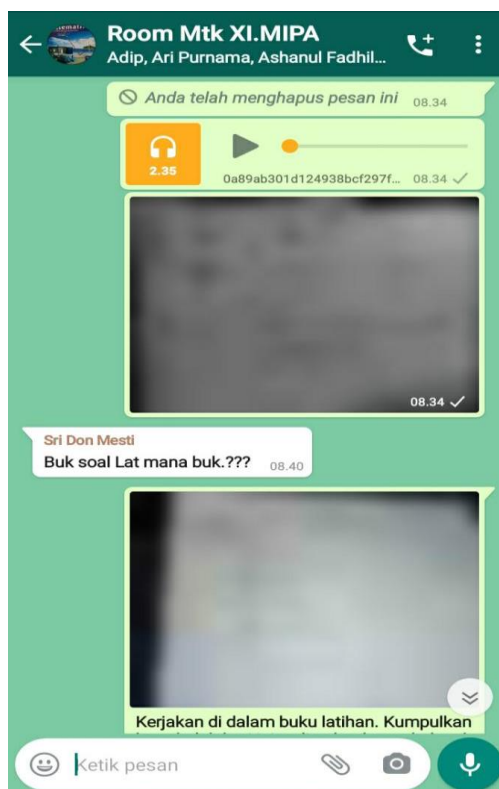 Room Mtk XI.MIPA
Adip, Ari Purnama, Ashanul Fadhil...
Anda telah menghapus pesan ini 08.34
2.35
0a89ab301d124938bcf297f... 08.34
08.34
Sri Don Mesti
Buk soal Lat mana buk.??? 08.40
Kerjakan di dalam buku latihan. Kumpulkan
Ketik pesan